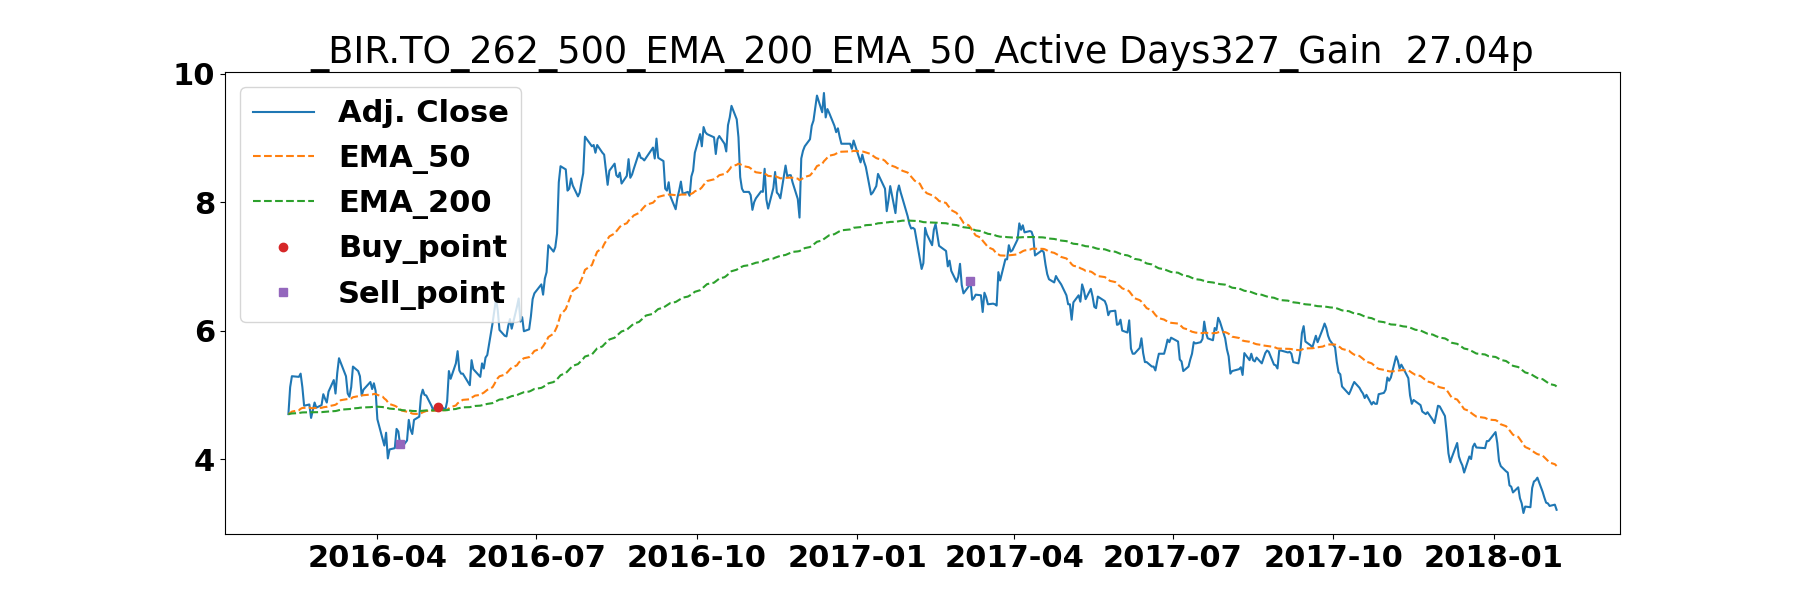 _BIR.TO_262_500_EMA_200_EMA_50_Active Days327_Gain  27.04p
10
8
6
4
Adj. Close
EMA_50
EMA_200
Buy_point
Sell_point
2016-04 2016-07 2016-10 2017-01 2017-04 2017-07 2017-10 2018-01